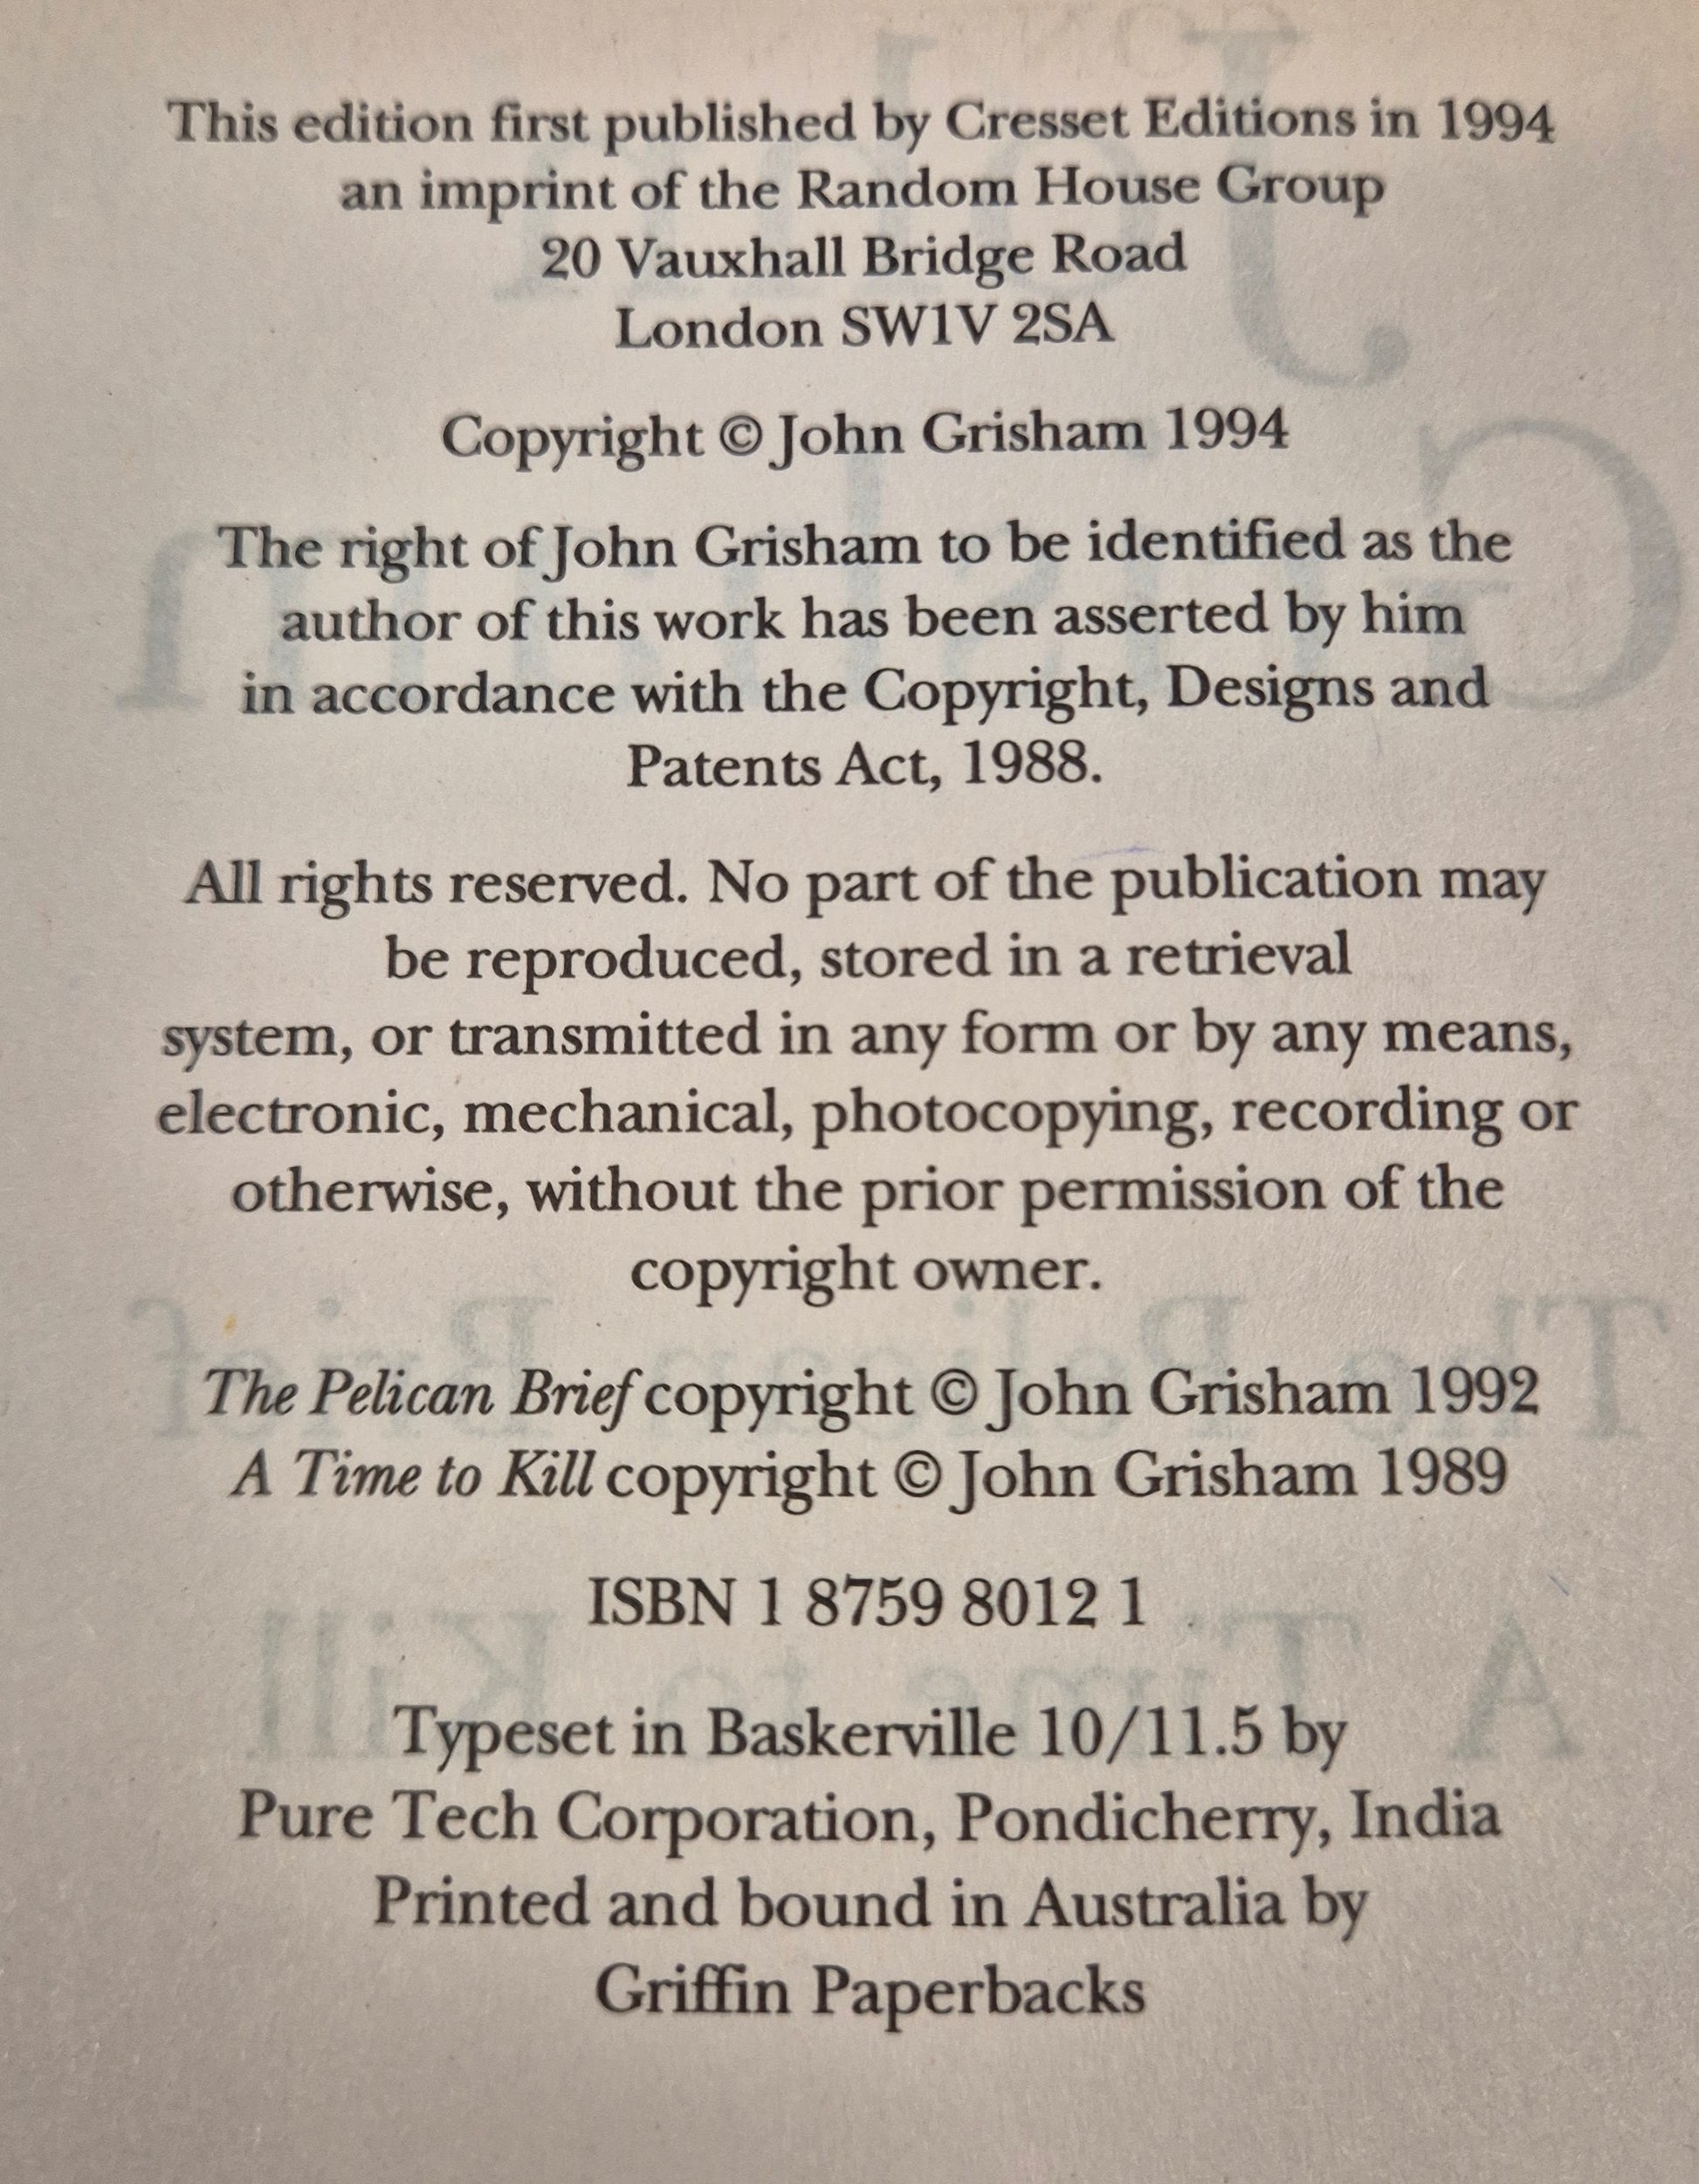 This edition first published by Cresset Editions in 1994
an imprint of the Random House Group
20 Vauxhall Bridge Road
London SW1V 2SA
Copyright © John Grisham 1994
The right of John Grisham to be identified as the
author of this work has been asserted by him
in accordance with the Copyright, Designs and
Patents Act, 1988.
All rights reserved. No part of the publication may
be reproduced, stored in a retrieval
system, or transmitted in any form or by any means,
electronic, mechanical, photocopying, recording or
otherwise, without the prior permission of the
copyright owner.
The Pelican Brief copyright © John Grisham 1992
A Time to Kill copyright © John Grisham 1989
ISBN 1 8759 8012 1
Typeset in Baskerville 10/11.5 by
Pure Tech Corporation, Pondicherry, India
Printed and bound in Australia by
Griffin Paperbacks